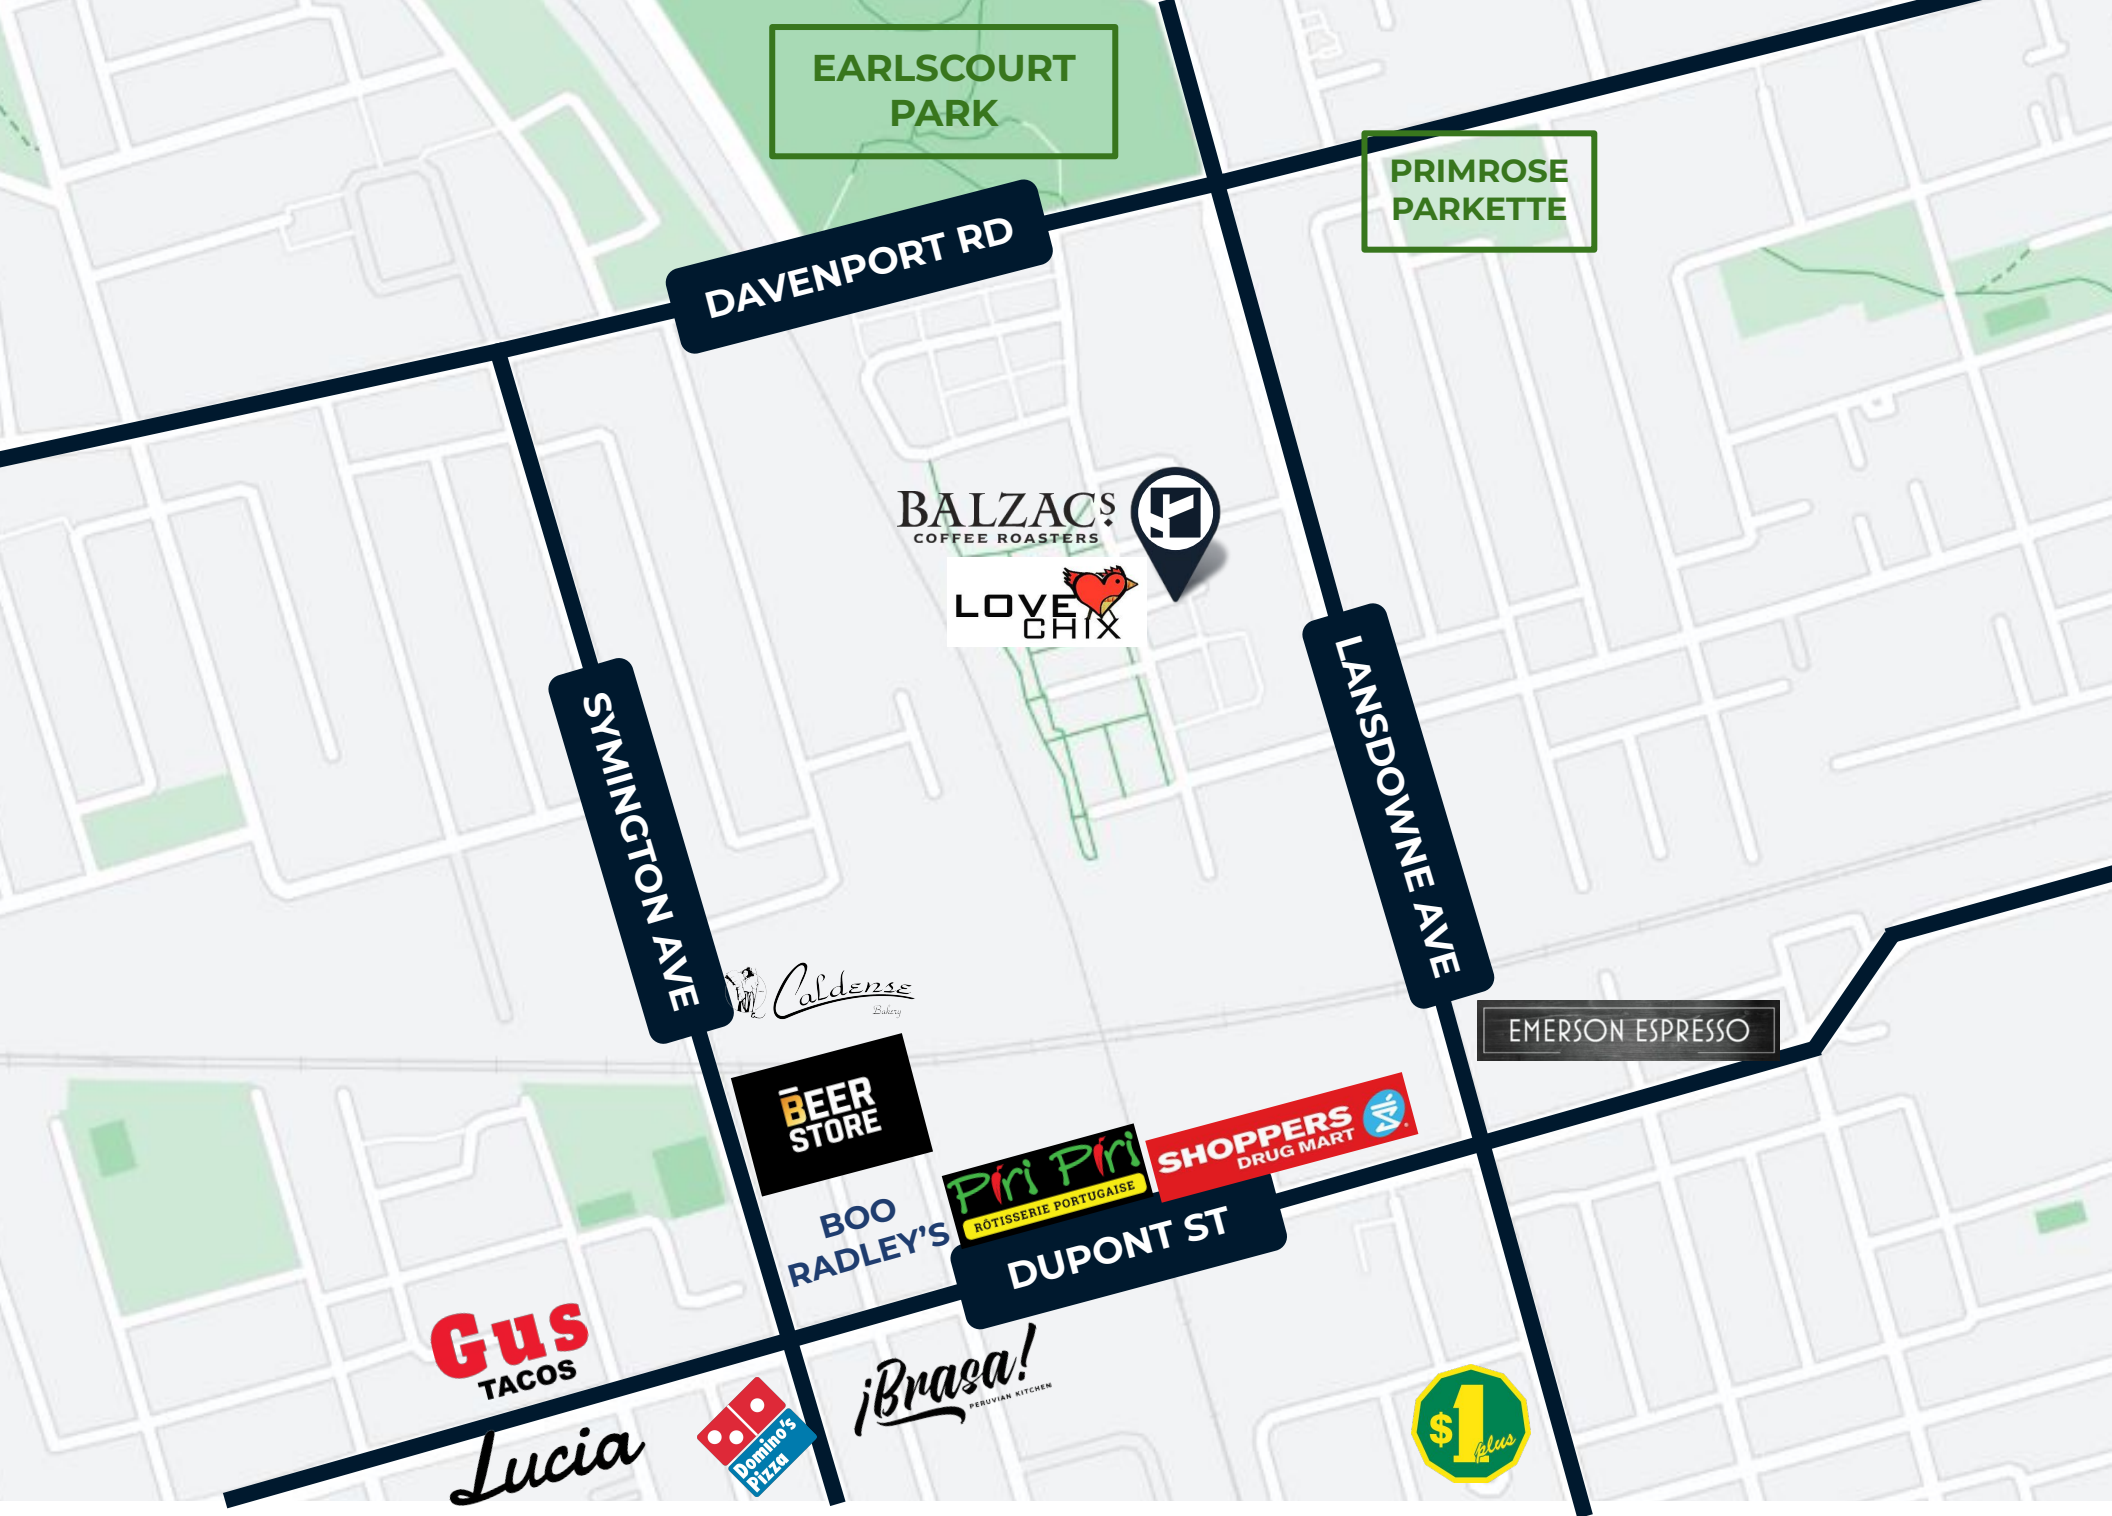 EARLSCOURT
PARK
PRIMROSE
PARKETTE
DAVENPORT RD
BALZAC'S
COFFEE ROASTERS
LOVE
CHIX
SYMINGTON AVE
LANSDOWNE AVE
Caldense
Bakery
EMERSON ESPRESSO
BEER
STORE
Piri Piri
RÔTISSERIE PORTUGAISE
SHOPPERS
DRUG MART
BOO
RADLEY'S
DUPONT ST
Gus
TACOS
¡Brasa!
PERUVIAN KITCHEN
Lucia
Domino's
Pizza
$1
plus